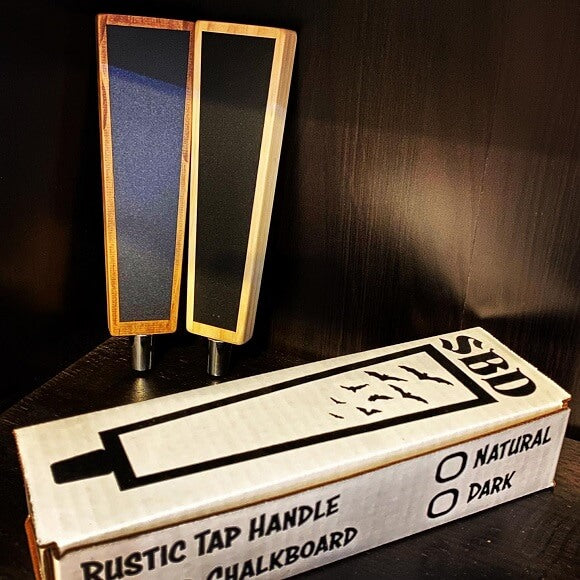 SBD
NATURAL
DARK
RUSTIC TAP HANDLE
CHALKBOARD